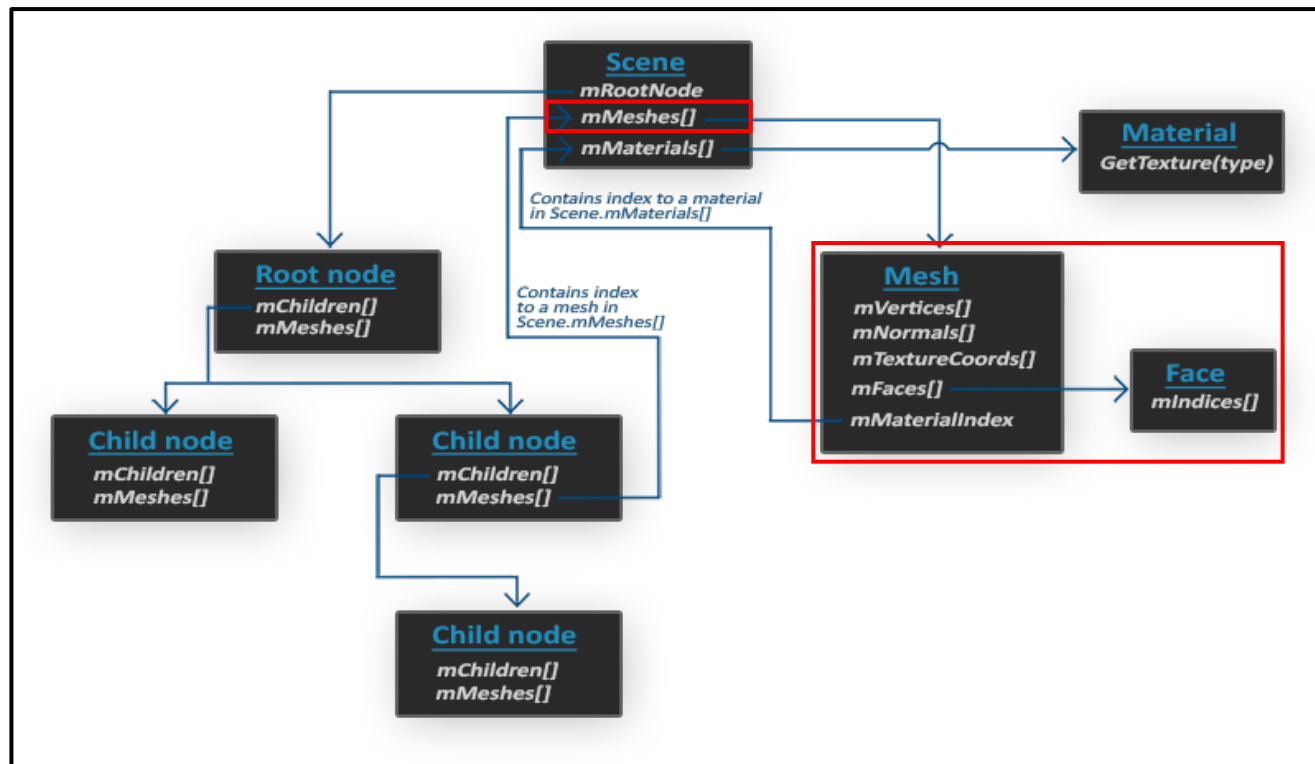 Scene
mRootNode
mMeshes[]
mMaterials[]
Material
GetTexture(type)
Contains index to a material
in Scene.mMaterials[]
Root node
mChildren[]
mMeshes[]
Contains index
to a mesh in
Scene.mMeshes[]
Mesh
mVertices[]
mNormals[]
mTextureCoords[]
mFaces[]
mMaterialIndex
Face
mIndices[]
Child node
mChildren[]
mMeshes[]
Child node
mChildren[]
mMeshes[]
Child node
mChildren[]
mMeshes[]